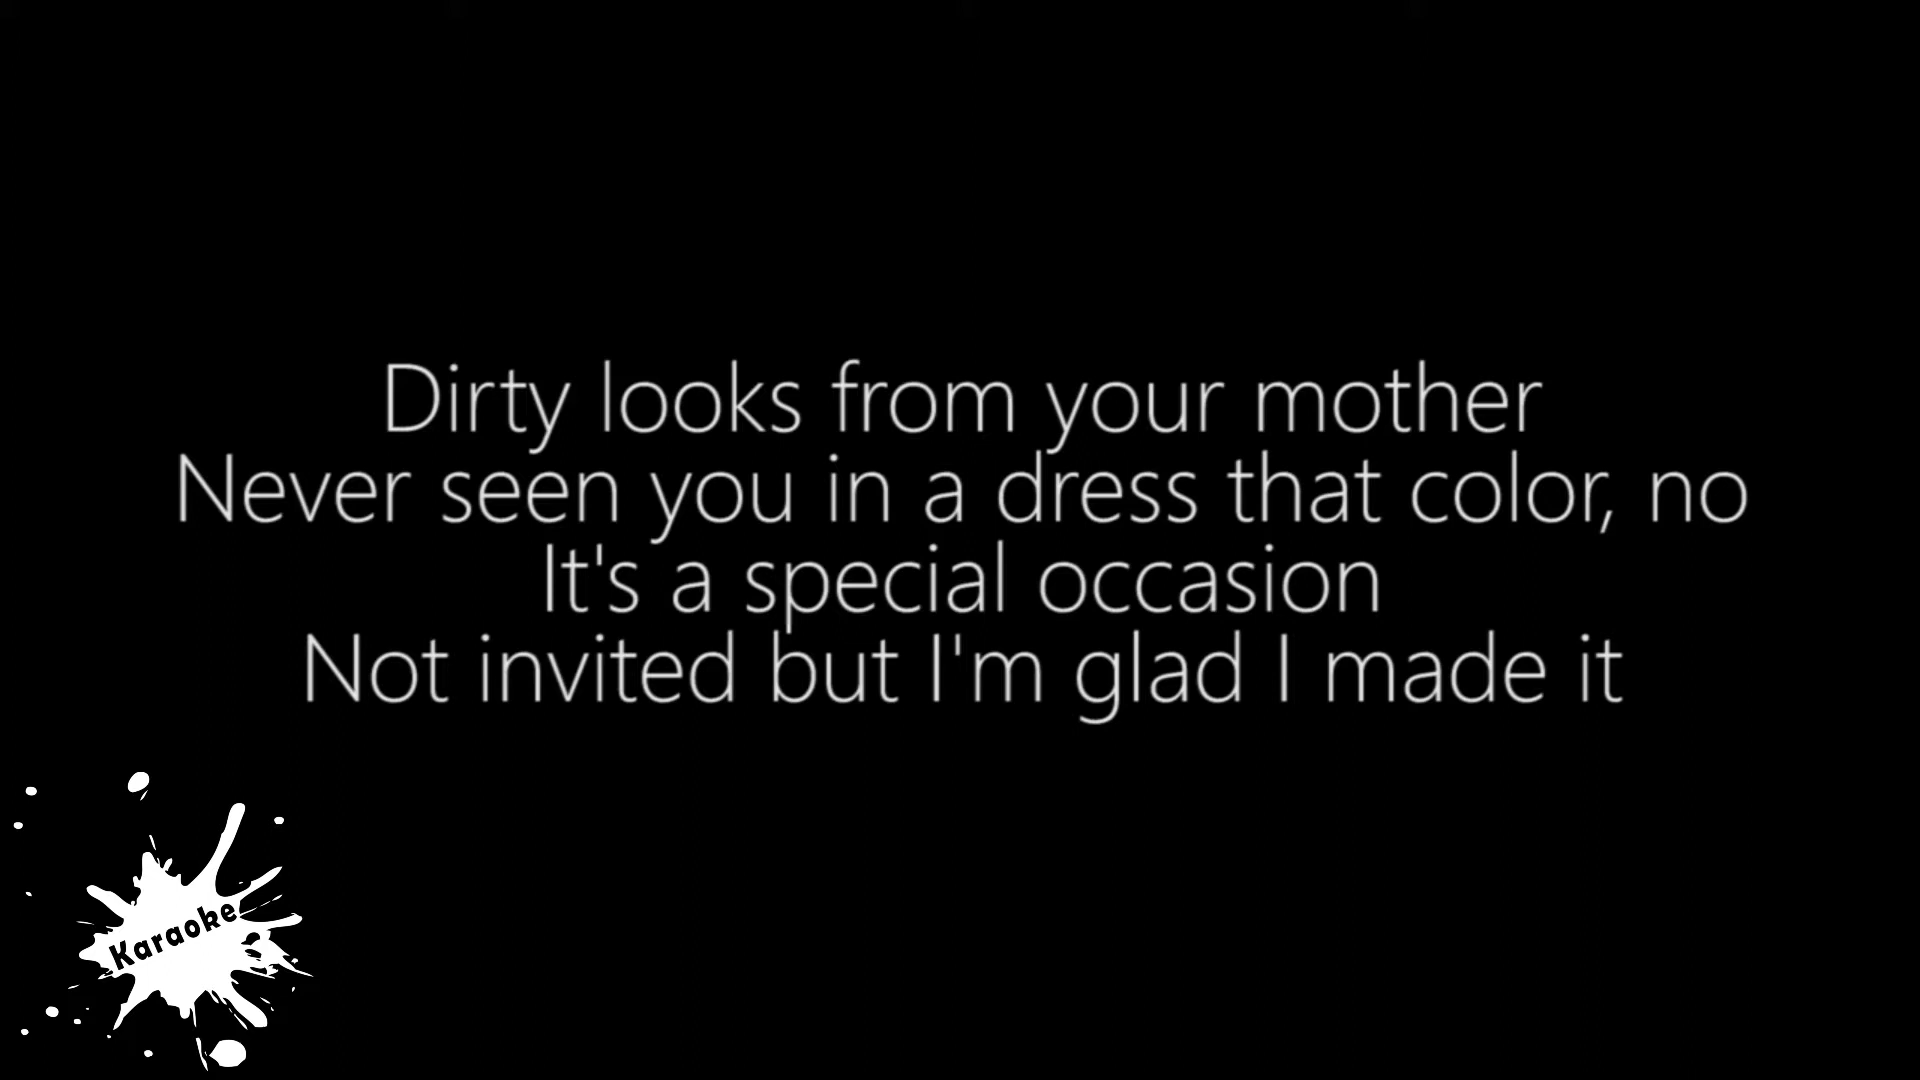 Dirty looks from your mother
Never seen you in a dress that color, no
It's a special occasion
Not invited but I'm glad I made it
Karaoke